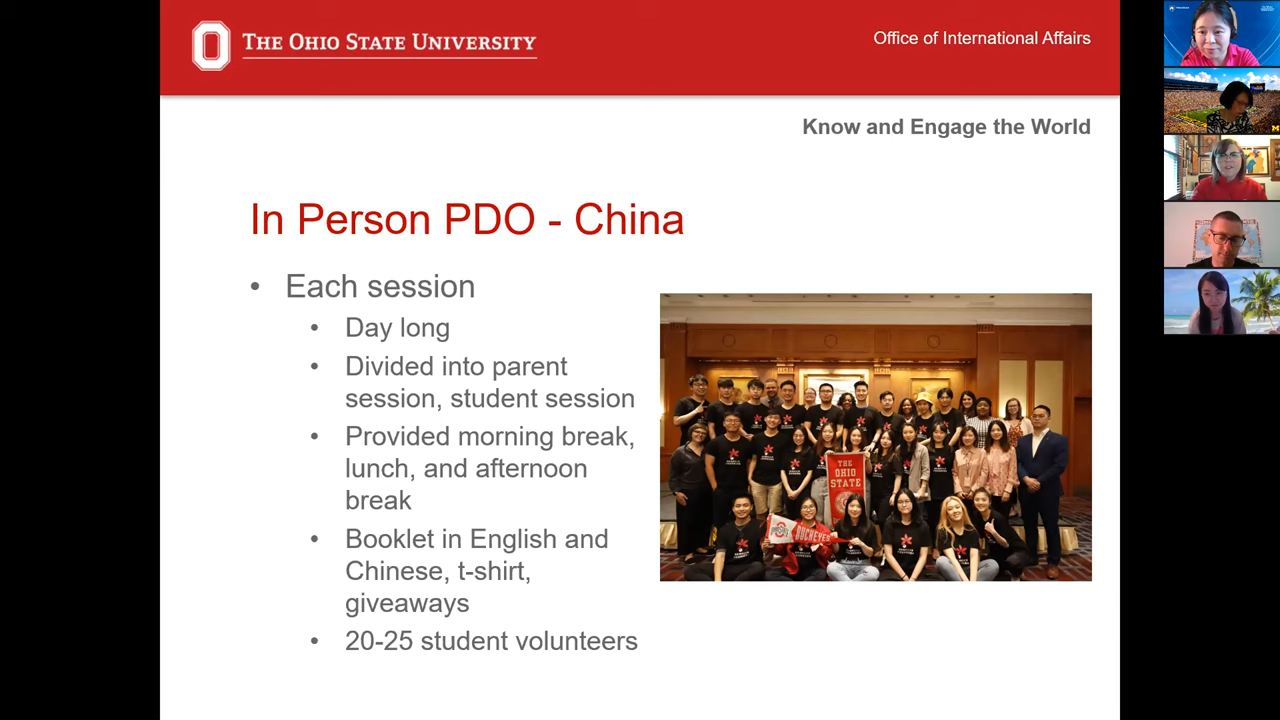 THE OHIO STATE UNIVERSITY
Office of International Affairs
Know and Engage the World
In Person PDO - China
• Each session
• Day long
• Divided into parent
session, student session
• Provided morning break,
lunch, and afternoon
break
• Booklet in English and
Chinese, t-shirt,
giveaways
• 20-25 student volunteers
THE
OHIO
STATE
BUCKEYES